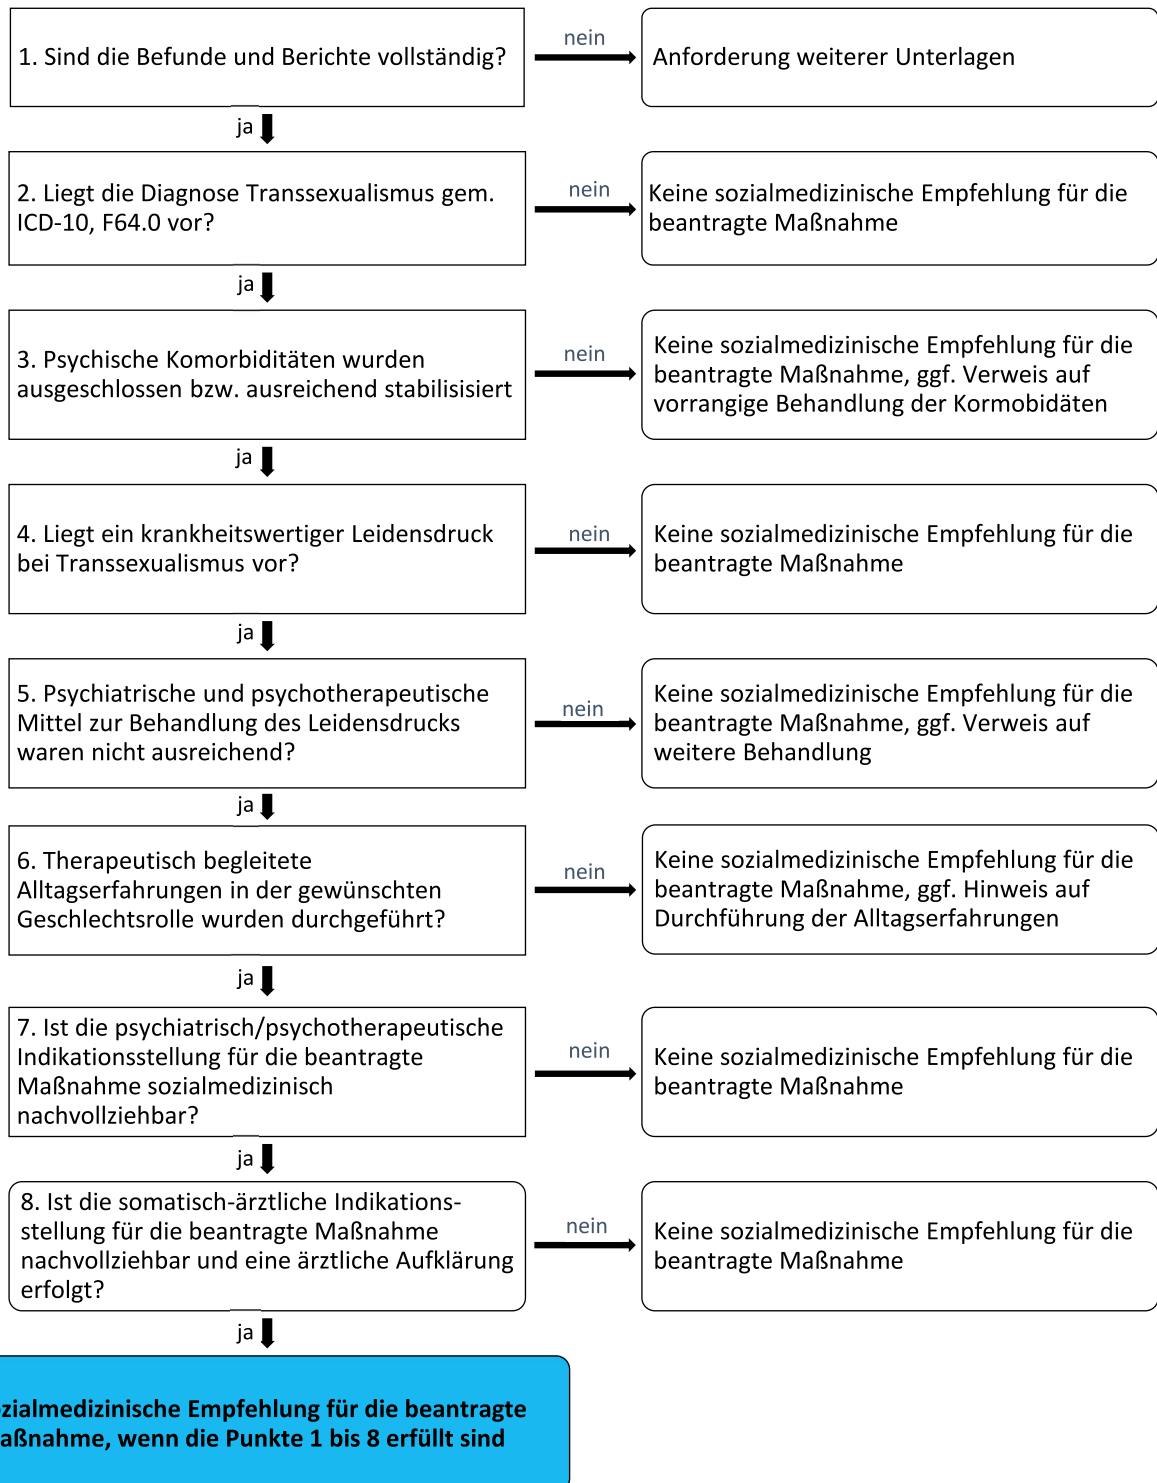 1. Sind die Befunde und Berichte vollständig?
nein
Anforderung weiterer Unterlagen
ja
2. Liegt die Diagnose Transsexualismus gem.
ICD-10, F64.0 vor?
nein
Keine sozialmedizinische Empfehlung für die
beantragte Maßnahme
ja
3. Psychische Komorbiditäten wurden
ausgeschlossen bzw. ausreichend stabilisisiert
nein
Keine sozialmedizinische Empfehlung für die
beantragte Maßnahme, ggf. Verweis auf
vorrangige Behandlung der Kormobidäten
ja
4. Liegt ein krankheitswertiger Leidensdruck
bei Transsexualismus vor?
nein
Keine sozialmedizinische Empfehlung für die
beantragte Maßnahme
ja
5. Psychiatrische und psychotherapeutische
Mittel zur Behandlung des Leidensdrucks
waren nicht ausreichend?
nein
Keine sozialmedizinische Empfehlung für die
beantragte Maßnahme, ggf. Verweis auf
weitere Behandlung
ja
6. Therapeutisch begleitete
Alltagserfahrungen in der gewünschten
Geschlechtsrolle wurden durchgeführt?
nein
Keine sozialmedizinische Empfehlung für die
beantragte Maßnahme, ggf. Hinweis auf
Durchführung der Alltagserfahrungen
ja
7. Ist die psychiatrisch/psychotherapeutische
Indikationsstellung für die beantragte
Maßnahme sozialmedizinisch
nachvollziehbar?
nein
Keine sozialmedizinische Empfehlung für die
beantragte Maßnahme
ja
8. Ist die somatisch-ärztliche Indikations-
stellung für die beantragte Maßnahme
nachvollziehbar und eine ärztliche Aufklärung
erfolgt?
nein
Keine sozialmedizinische Empfehlung für die
beantragte Maßnahme
ja
ozialmedizinische Empfehlung für die beantragte
aßnahme, wenn die Punkte 1 bis 8 erfüllt sind